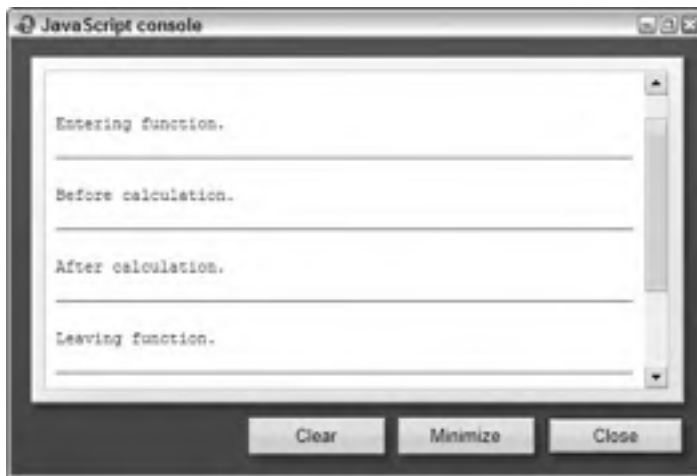 JavaScript console
Entering function.
Before calculation.
After calculation.
Leaving function.
Clear Minimize Close